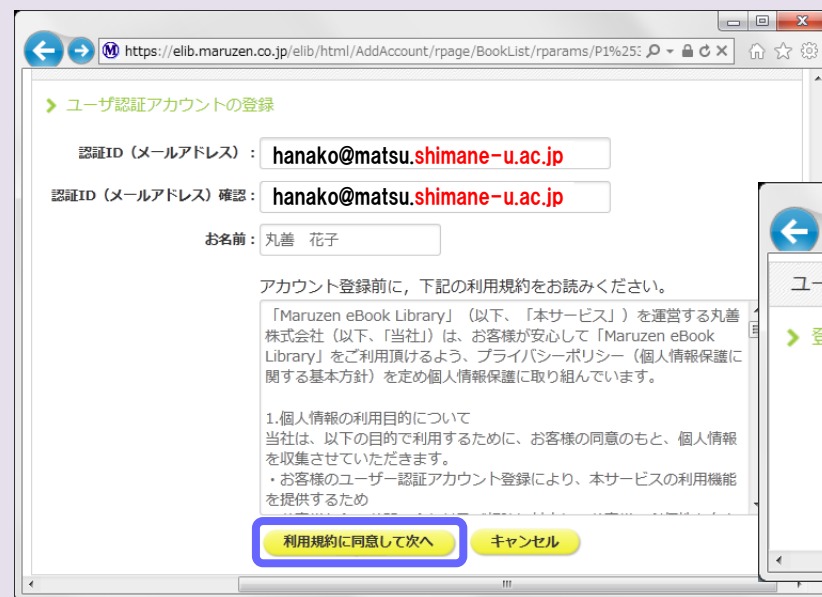 https://elib.maruzen.co.jp/elib/html/AddAccount/rpage/BookList/rparams/P1%253
ユーザ認証アカウントの登録
認証ID（メールアドレス）： hanako@matsu.shimane-u.ac.jp
認証ID（メールアドレス）確認： hanako@matsu.shimane-u.ac.jp
お名前： 丸善　花子
アカウント登録前に，下記の利用規約をお読みください。
「Maruzen eBook Library」（以下、「本サービス」）を運営する丸善
株式会社（以下、「当社」）は、お客様が安心して「Maruzen eBook
Library」をご利用頂けるよう、プライバシーポリシー（個人情報保護に
関する基本方針）を定め個人情報保護に取り組んでいます。
1.個人情報の利用目的について
当社は、以下の目的で利用するために、お客様の同意のもと、個人情報
を収集させていただきます。
・お客様のユーザー認証アカウント登録により、本サービスの利用機能
を提供するため
利用規約に同意して次へ キャンセル
ユー
登